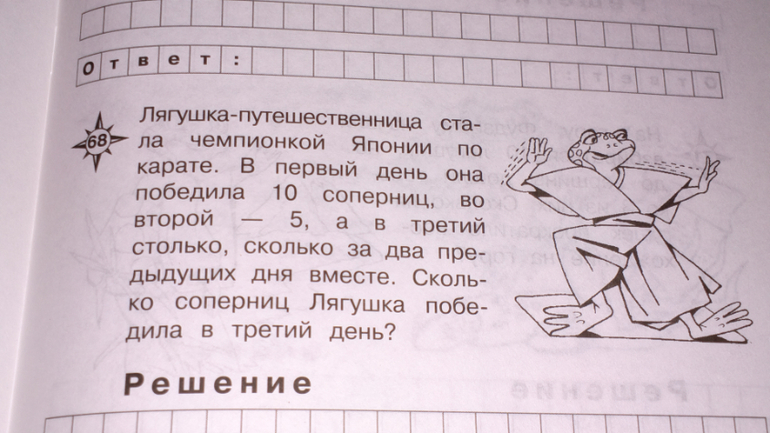 Ответ:
68
Лягушка-путешественница ста-
ла чемпионкой Японии по
карате. В первый день она
победила 10 соперниц, во
второй — 5, а в третий
столько, сколько за два пре-
дыдущих дня вместе. Сколь-
ко соперниц Лягушка побе-
дила в третий день?
Решение